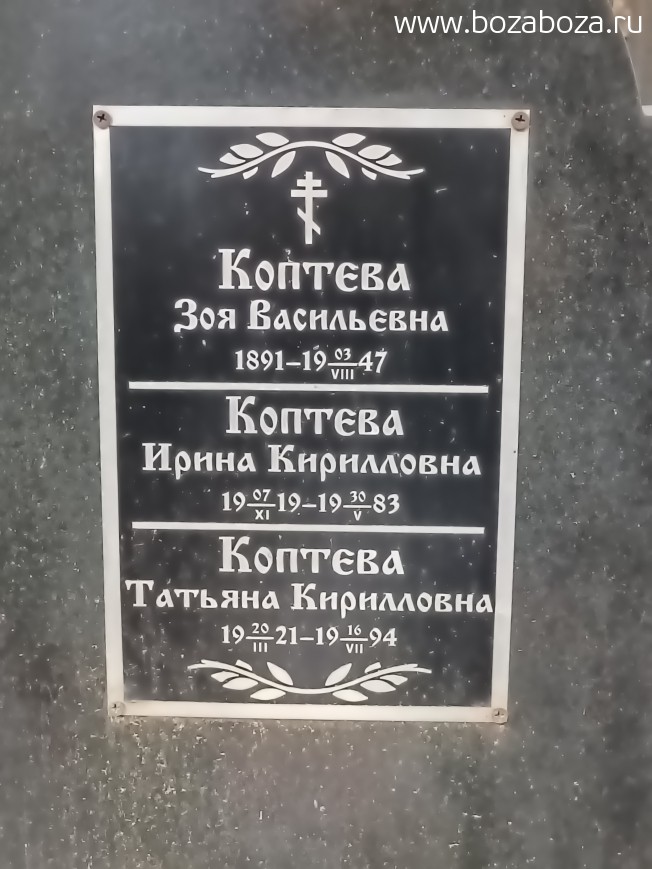 www.bozaboza.ru
Коптева
Зоя Васильевна
1891–19 03/VIII 47
Коптева
Ирина Кирилловна
19 07/XI 19–19 30/V 83
Коптева
Татьяна Кирилловна
19 20/III 21–19 16/VII 94